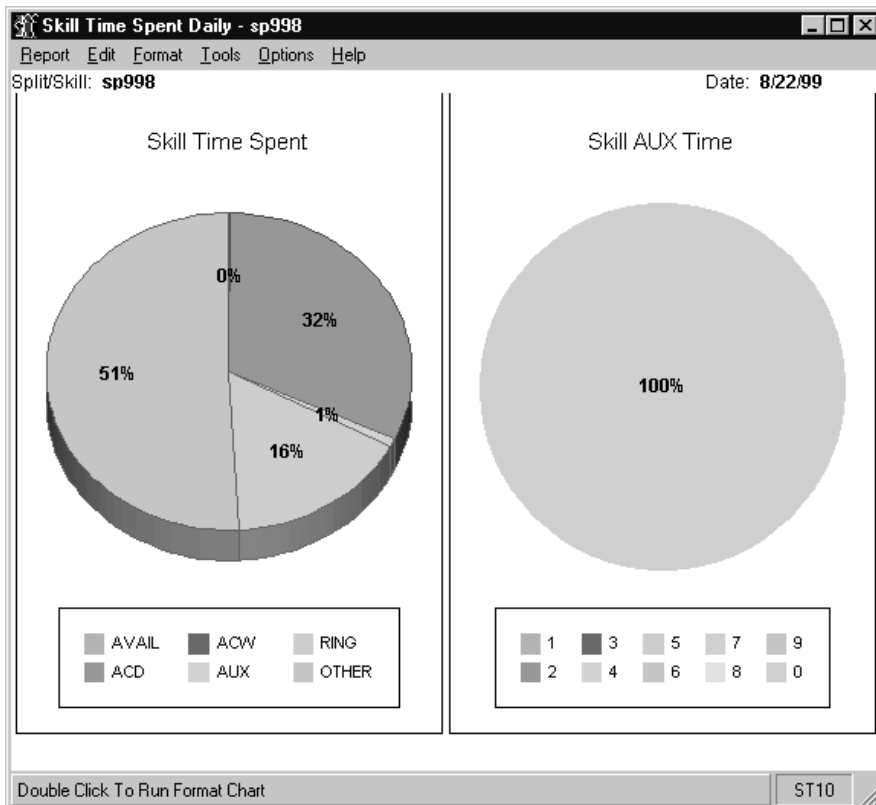 Skill Time Spent Daily - sp998
Report Edit Format Tools Options Help
Split/Skill: sp998
Date: 8/22/99
Skill Time Spent
0%
32%
51%
1%
16%
AVAIL ACW RING
ACD AUX OTHER
Skill AUX Time
100%
1 3 5 7 9
2 4 6 8 0
Double Click To Run Format Chart
ST10